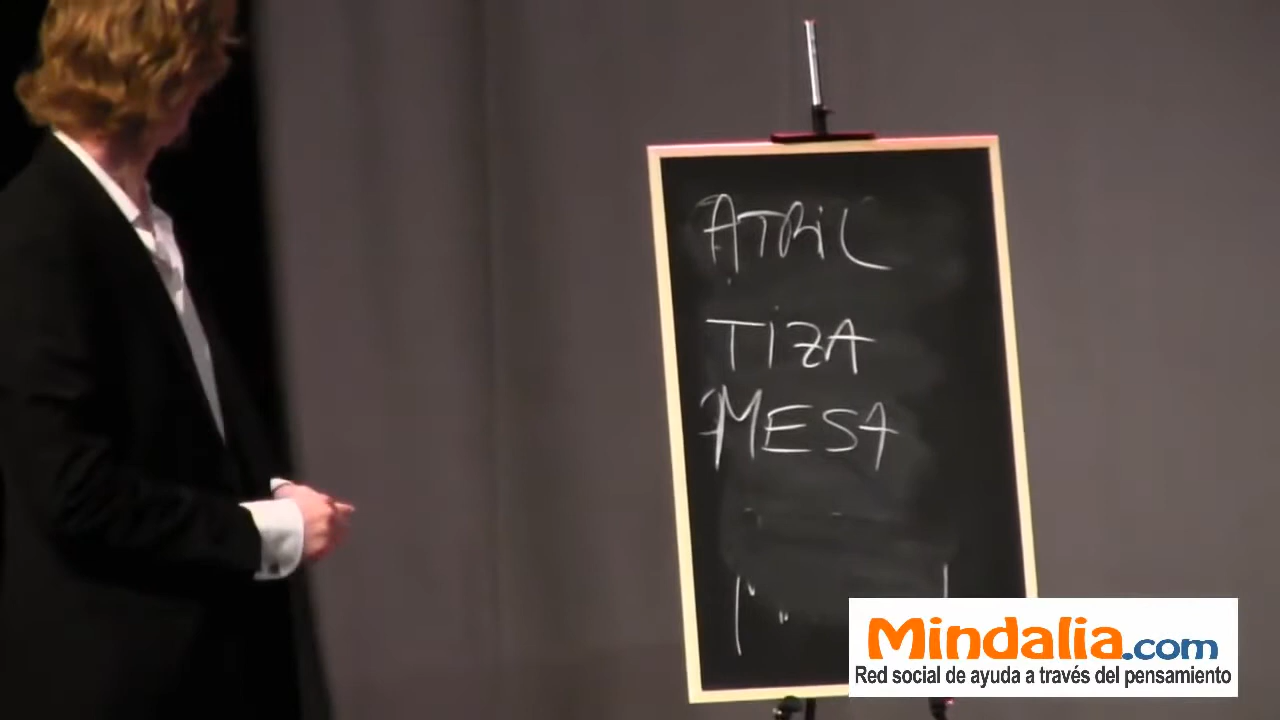 ATRiL
TiZA
MESA
Mindalia.com
Red social de ayuda a través del pensamiento